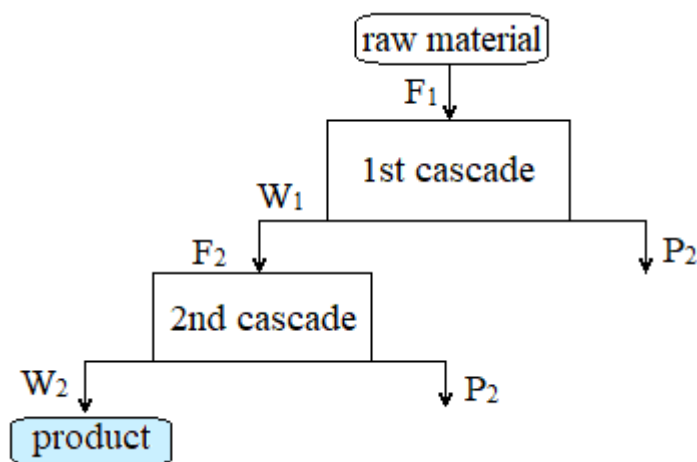 raw material
F1
1st cascade
W1
P2
F2
2nd cascade
W2
P2
product